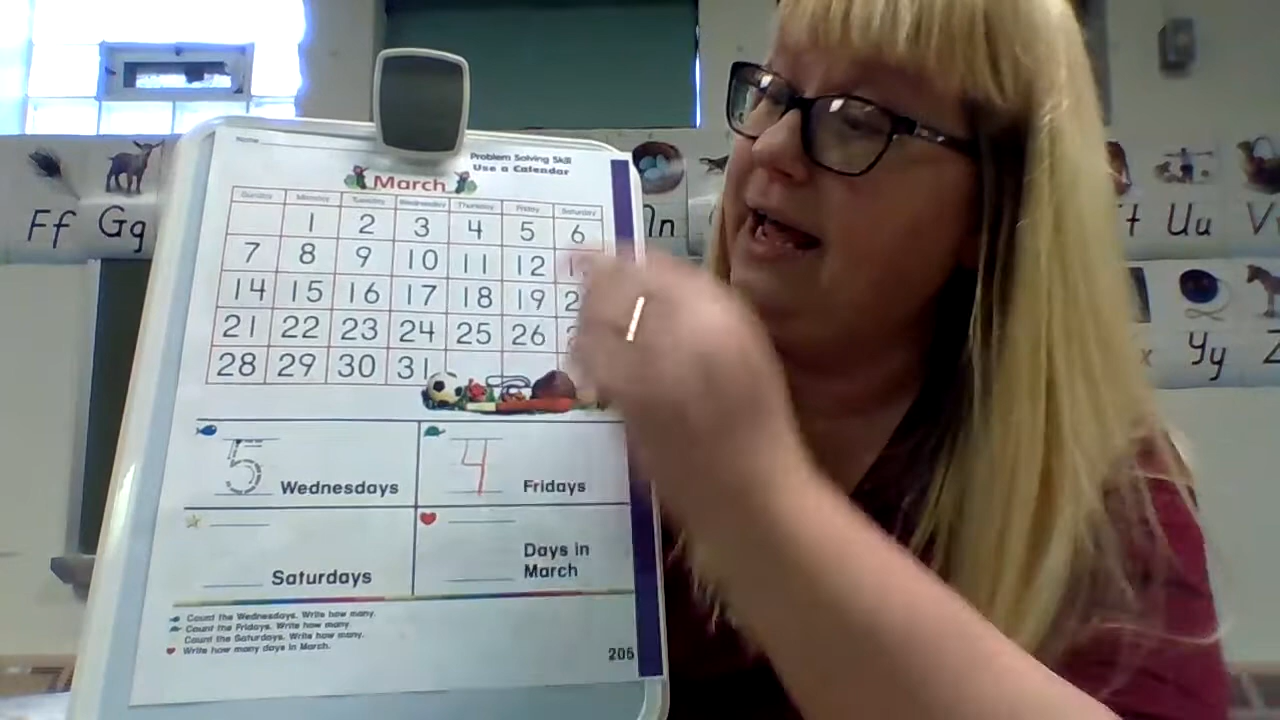 Name
Problem Solving Skill
Use a Calendar
March
Sunday Monday Tuesday Wednesday Thursday Friday Saturday
1 2 3 4 5 6
7 8 9 10 11 12
14 15 16 17 18 19
21 22 23 24 25 26
28 29 30 31
5 Wednesdays
4 Fridays
Saturdays
Days in
March
Count the Wednesdays. Write how many.
Count the Fridays. Write how many.
Count the Saturdays. Write how many.
Write how many days in March.
205
Ff Gg
Uu
Yy